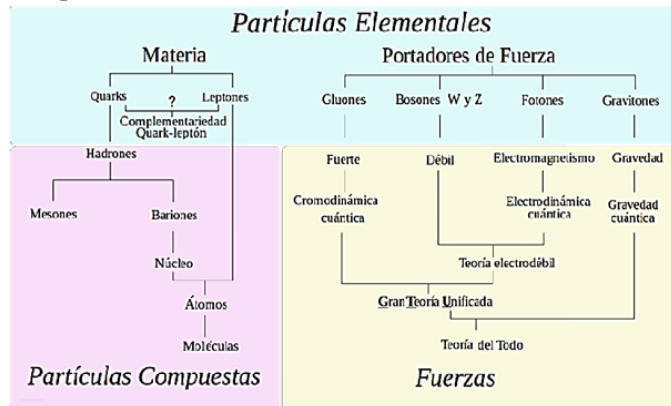 Partículas Elementales
Materia
Portadores de Fuerza
Quarks
?
Leptones
Gluones
Bosones W y Z
Fotones
Gravitones
Complementariedad
Quark-leptón
Hadrones
Fuerte
Débil
Electromagnetismo
Gravedad
Cromodinámica
cuántica
Electrodinámica
cuántica
Gravedad
cuántica
Mesones
Bariones
Núcleo
Teoría electrodébil
Átomos
Gran Teoría Unificada
Moléculas
Teoría del Todo
Partículas Compuestas
Fuerzas